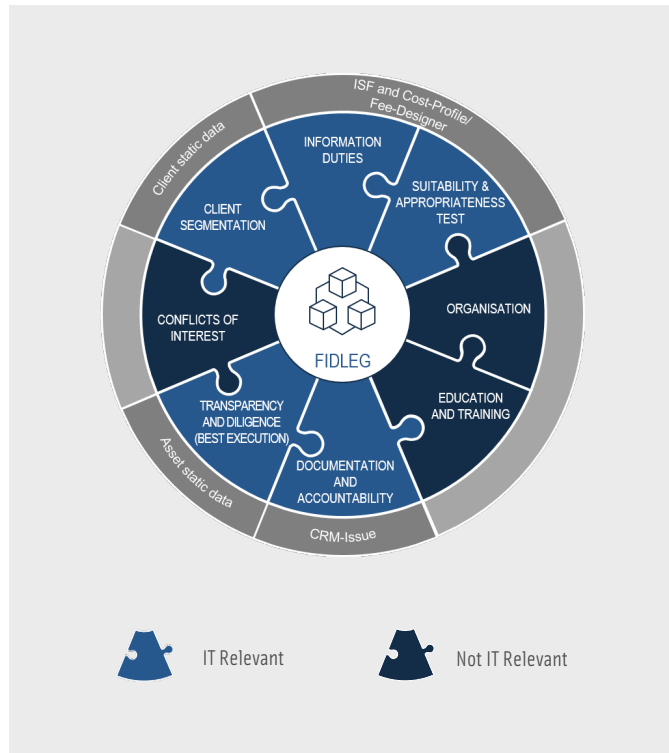 ISF and Cost-Profile/
Fee-Designer
Client static data
INFORMATION
DUTIES
SUITABILITY &
APPROPRIATENESS
TEST
CLIENT
SEGMENTATION
ORGANISATION
CONFLICTS OF
INTEREST
FIDLEG
EDUCATION
AND TRAINING
TRANSPARENCY
AND DILIGENCE
(BEST EXECUTION)
DOCUMENTATION
AND
ACCOUNTABILITY
Asset static data
CRM-Issue
IT Relevant
Not IT Relevant